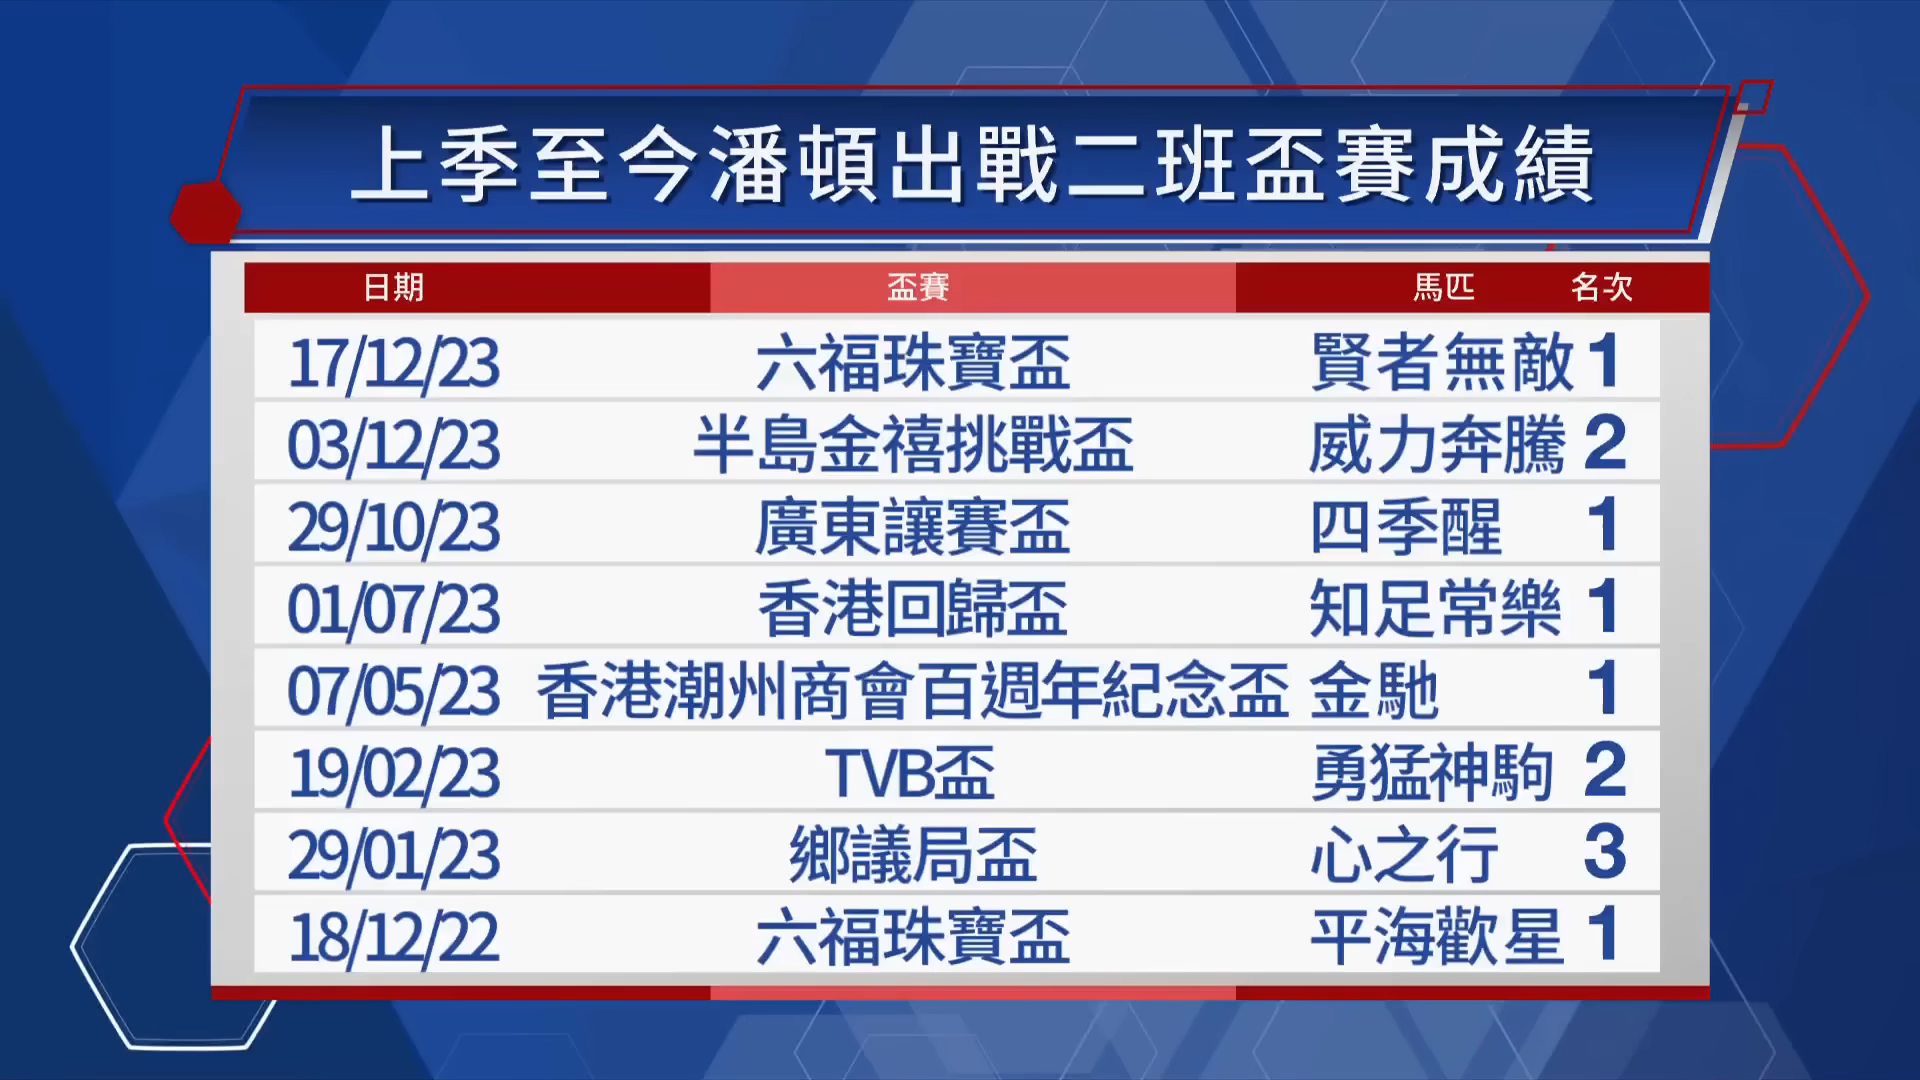 上季至今潘頓出戰二班盃賽成績
日期 盃賽 馬匹 名次
17/12/23 六福珠寶盃 賢者無敵 1
03/12/23 半島金禧挑戰盃 威力奔騰 2
29/10/23 廣東讓賽盃 四季醒 1
01/07/23 香港回歸盃 知足常樂 1
07/05/23 香港潮州商會百週年紀念盃 金馳 1
19/02/23 TVB盃 勇猛神駒 2
29/01/23 鄉議局盃 心之行 3
18/12/22 六福珠寶盃 平海歡星 1